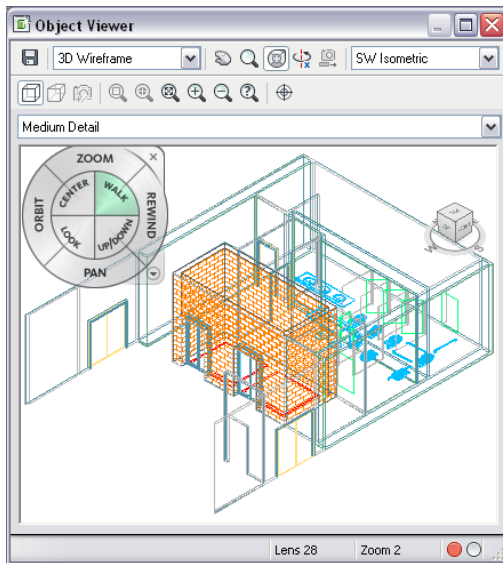 Object Viewer
3D Wireframe
SW Isometric
Medium Detail
ZOOM
CENTER
WALK
ORBIT
REWIND
LOOK
UP/DOWN
PAN
W
S
Lens 28
Zoom 2